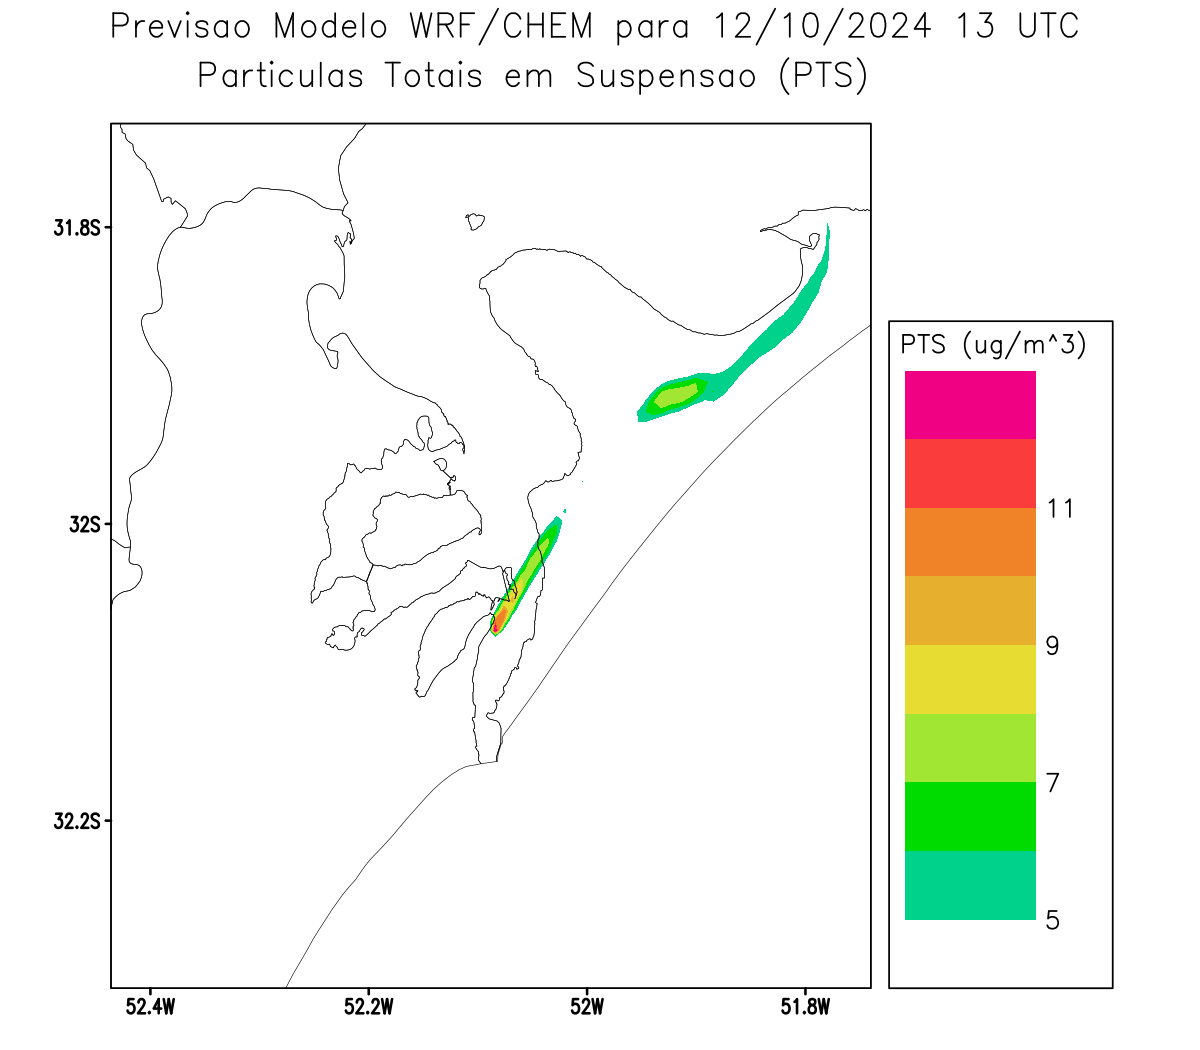 Previsao Modelo WRF/CHEM para 12/10/2024 13 UTC
Particulas Totais em Suspensao (PTS)
31.8S
32S
32.2S
52.4W
52.2W
52W
51.8W
PTS (ug/m^3)
11
9
7
5